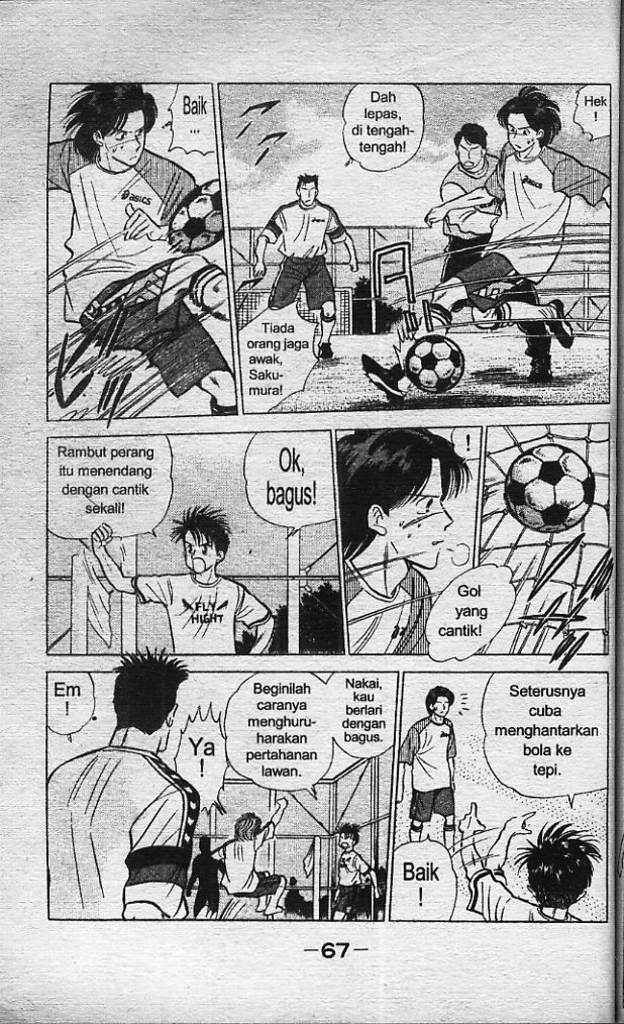 Hek
!
Dah
lepas,
di tengah-
tengah!
Tiada
orang jaga
awak,
Saku-
mura!
asics
Baik
...
asics
Gol
yang
cantik!
!
Ok,
bagus!
Rambut perang
itu menendang
dengan cantik
sekali!
FLY
HIGHT
Seterusnya
cuba
menghantarkan
bola ke
tepi.
Baik
!
Nakai,
kau
berlari
dengan
bagus.
Beginilah
caranya
menghuru-
harakan
pertahanan
lawan.
Ya
!
Em
!
–67–